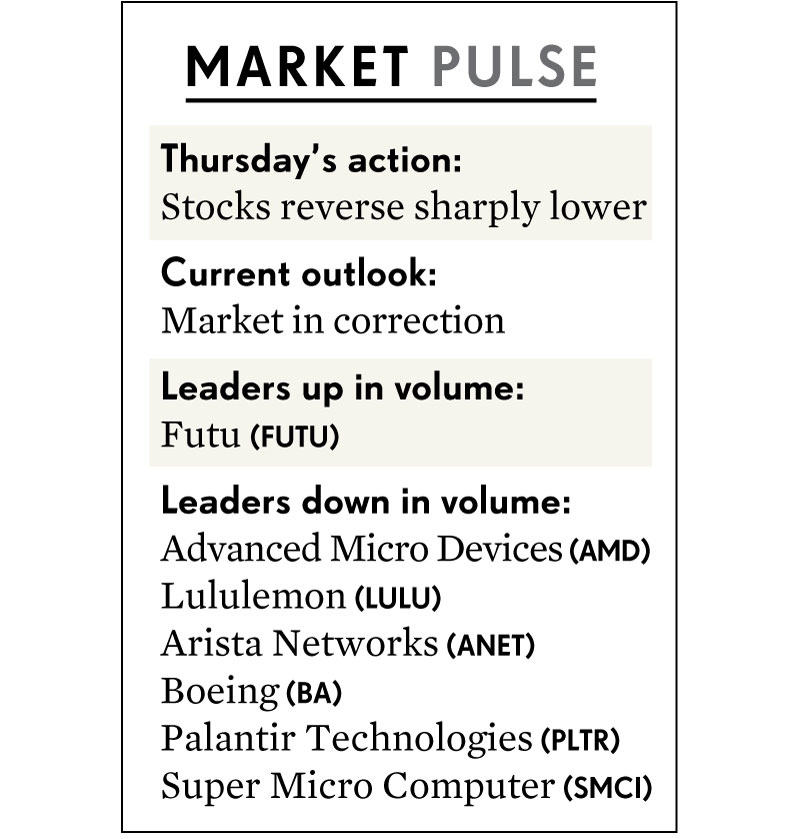 MARKET PULSE
Thursday’s action:
Stocks reverse sharply lower
Current outlook:
Market in correction
Leaders up in volume:
Futu (FUTU)
Leaders down in volume:
Advanced Micro Devices (AMD)
Lululemon (LULU)
Arista Networks (ANET)
Boeing (BA)
Palantir Technologies (PLTR)
Super Micro Computer (SMCI)